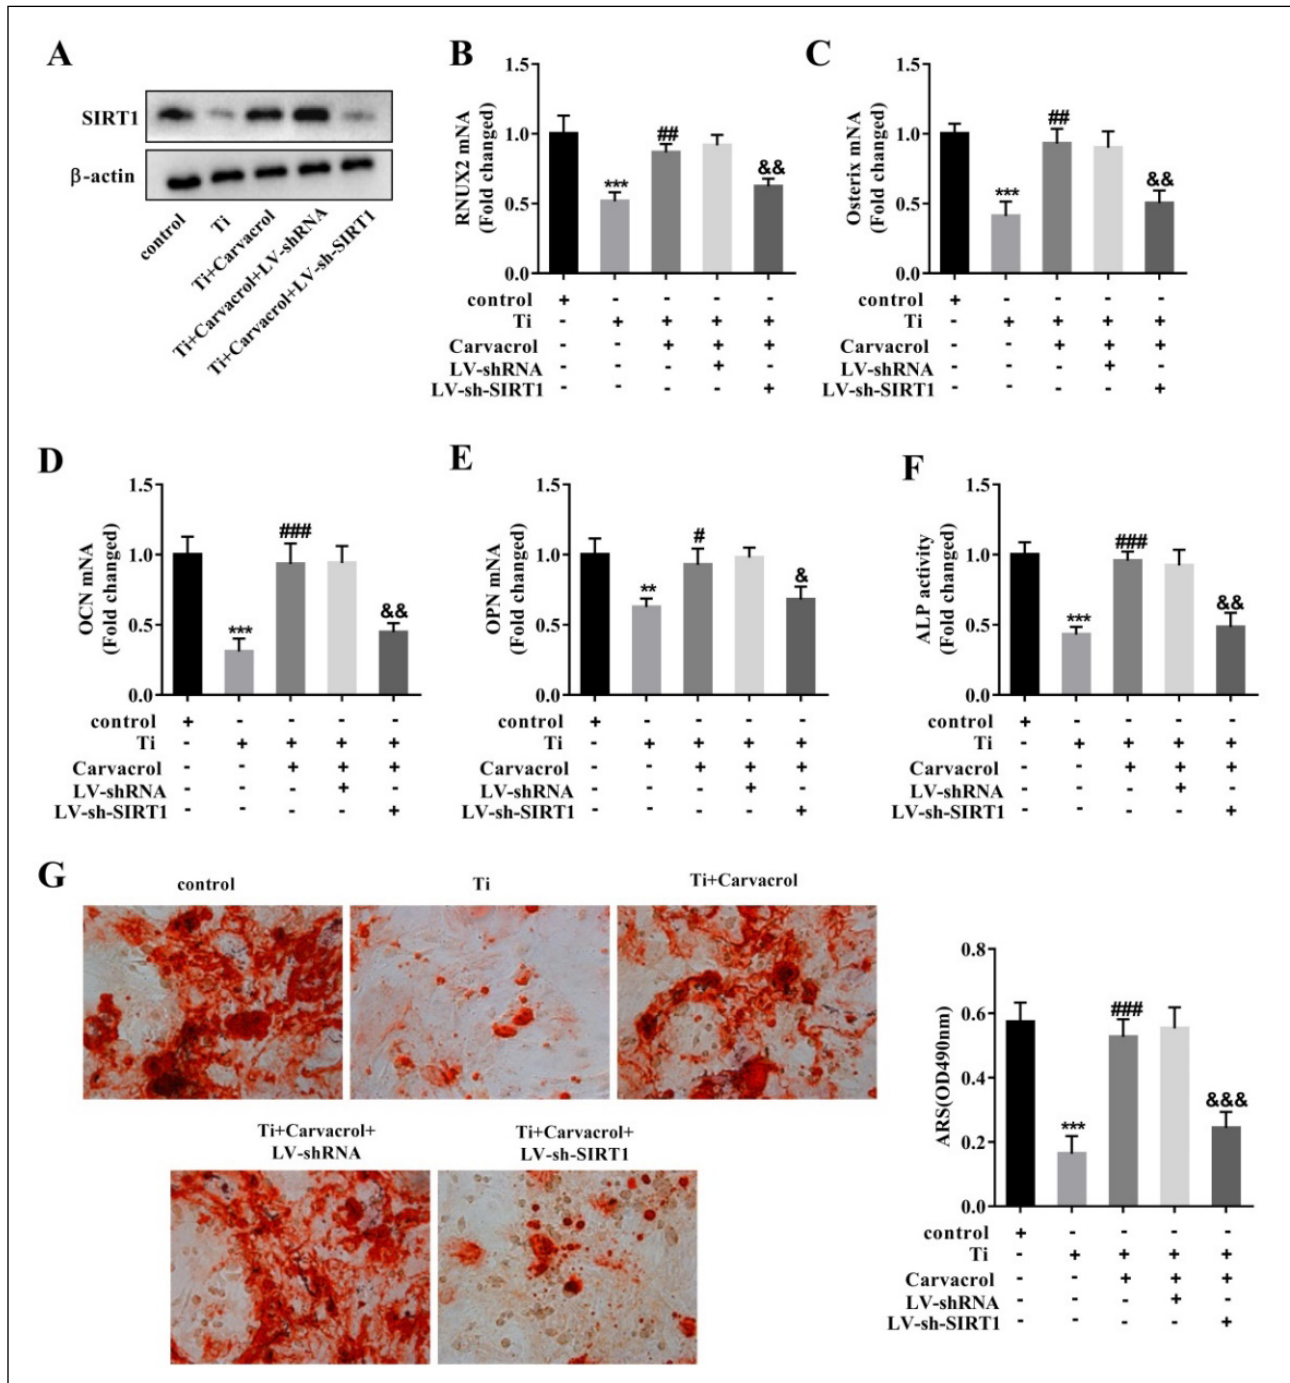 A
SIRT1
β-actin
control
Ti
Ti+Carvacrol
Ti+Carvacrol+LV-shRNA
Ti+Carvacrol+LV-sh-SIRT1
B
RNUX2 mNA
(Fold changed)
1.5
1.0
0.5
0.0
***
##
&&
control + - - - -
Ti - + + + +
Carvacrol - - + + +
LV-shRNA - - - + -
LV-sh-SIRT1 - - - - +
C
Osterix mNA
(Fold changed)
1.5
1.0
0.5
0.0
***
##
&&
control + - - - -
Ti - + + + +
Carvacrol - - + + +
LV-shRNA - - - + -
LV-sh-SIRT1 - - - - +
D
OCN mNA
(Fold changed)
1.5
1.0
0.5
0.0
***
###
&&
control + - - - -
Ti - + + + +
Carvacrol - - + + +
LV-shRNA - - - + -
LV-sh-SIRT1 - - - - +
E
OPN mNA
(Fold changed)
1.5
1.0
0.5
0.0
**
#
&
control + - - - -
Ti - + + + +
Carvacrol - - + + +
LV-shRNA - - - + -
LV-sh-SIRT1 - - - - +
F
ALP activity
(Fold changed)
1.5
1.0
0.5
0.0
***
###
&&
control + - - - -
Ti - + + + +
Carvacrol - - + + +
LV-shRNA - - - + -
LV-sh-SIRT1 - - - - +
G
control
Ti
Ti+Carvacrol
Ti+Carvacrol+
LV-shRNA
Ti+Carvacrol+
LV-sh-SIRT1
ARS(OD490nm)
0.8
0.6
0.4
0.2
0.0
***
###
&&&
control + - - - -
Ti - + + + +
Carvacrol - - + + +
LV-shRNA - - - + -
LV-sh-SIRT1 - - - - +